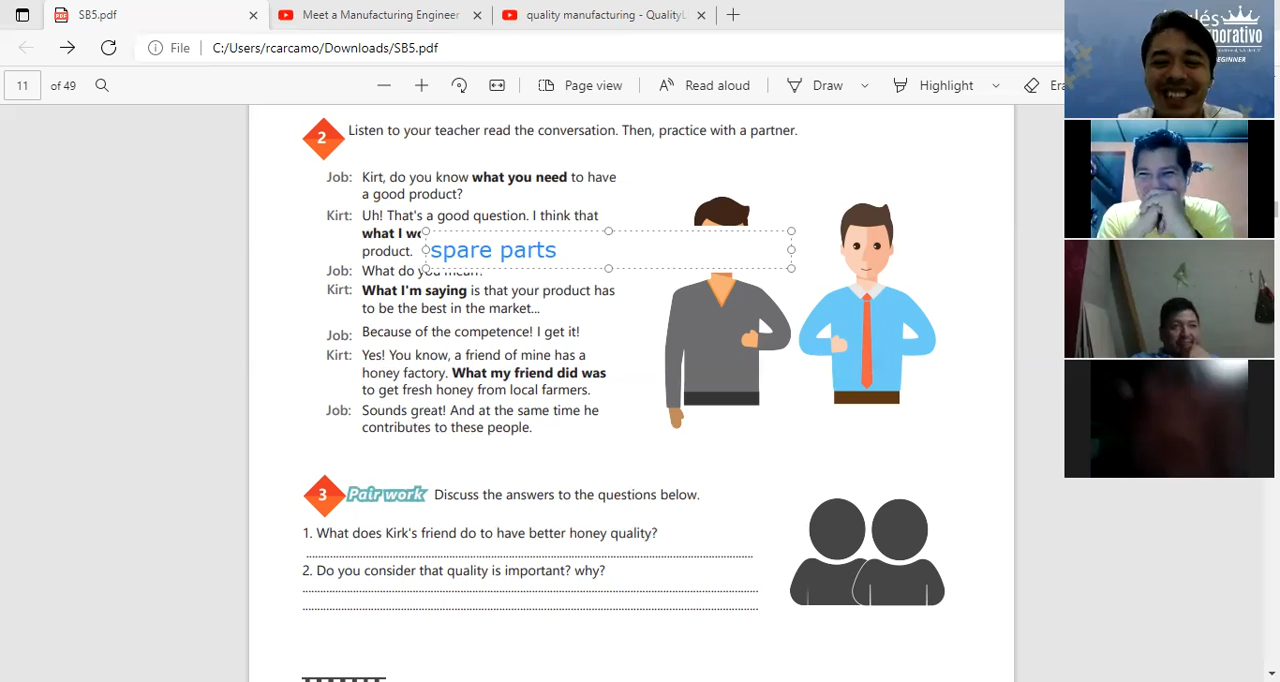 SB5.pdf
Meet a Manufacturing Engineer
quality manufacturing - QualityL
File
C:/Users/rcarcamo/Downloads/SB5.pdf
11
of 49
Page view
Read aloud
Draw
Highlight
BEGINNER
2
Listen to your teacher read the conversation. Then, practice with a partner.
Job: Kirt, do you know what you need to have
a good product?
Kirt: Uh! That's a good question. I think that
what I
product.
spare parts
Job: What do
Kirt: What I'm saying is that your product has
to be the best in the market...
Job: Because of the competence! I get it!
Kirt: Yes! You know, a friend of mine has a
honey factory. What my friend did was
to get fresh honey from local farmers.
Job: Sounds great! And at the same time he
contributes to these people.
3
Pair work Discuss the answers to the questions below.
1. What does Kirk's friend do to have better honey quality?
2. Do you consider that quality is important? why?